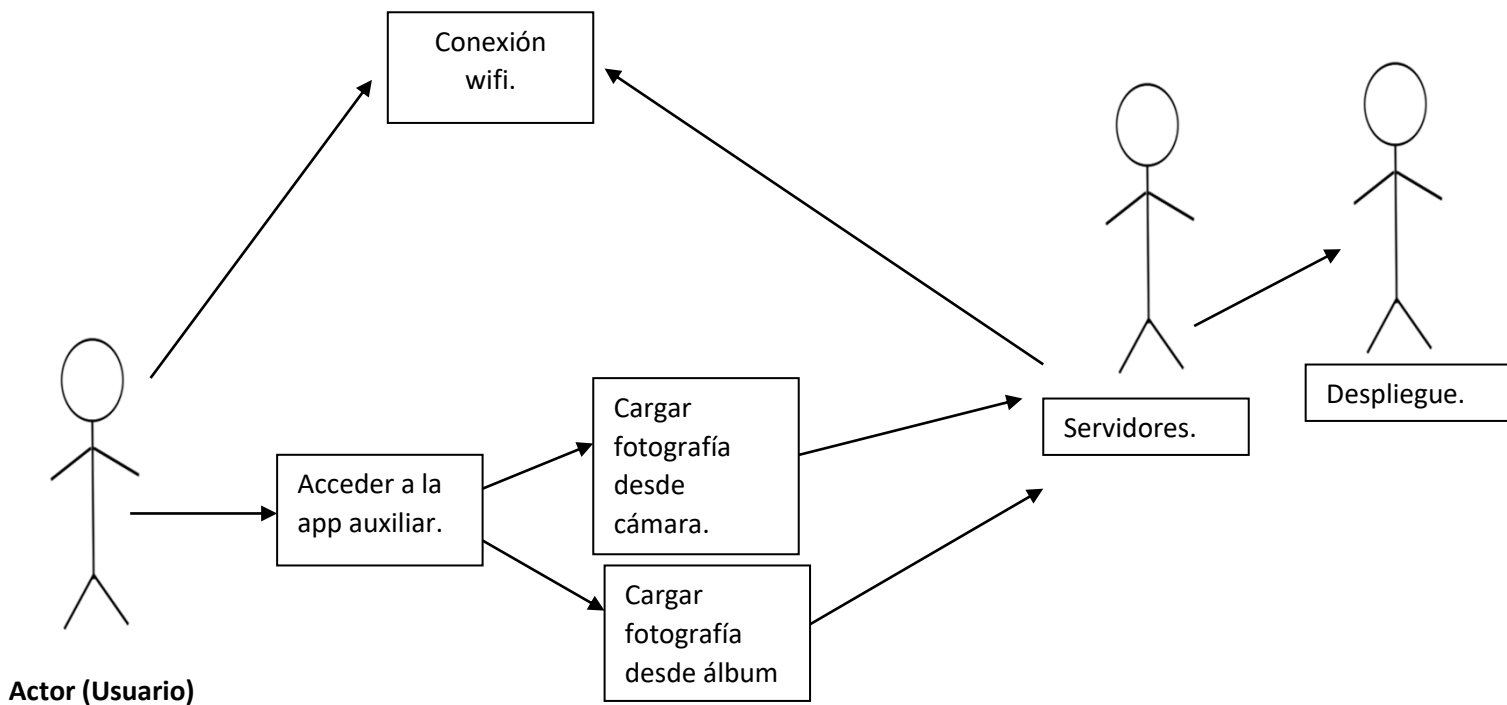 Conexión
wifi.
Despliegue.
Servidores.
Cargar
fotografía
desde
cámara.
Acceder a la
app auxiliar.
Cargar
fotografía
desde álbum
Actor (Usuario)